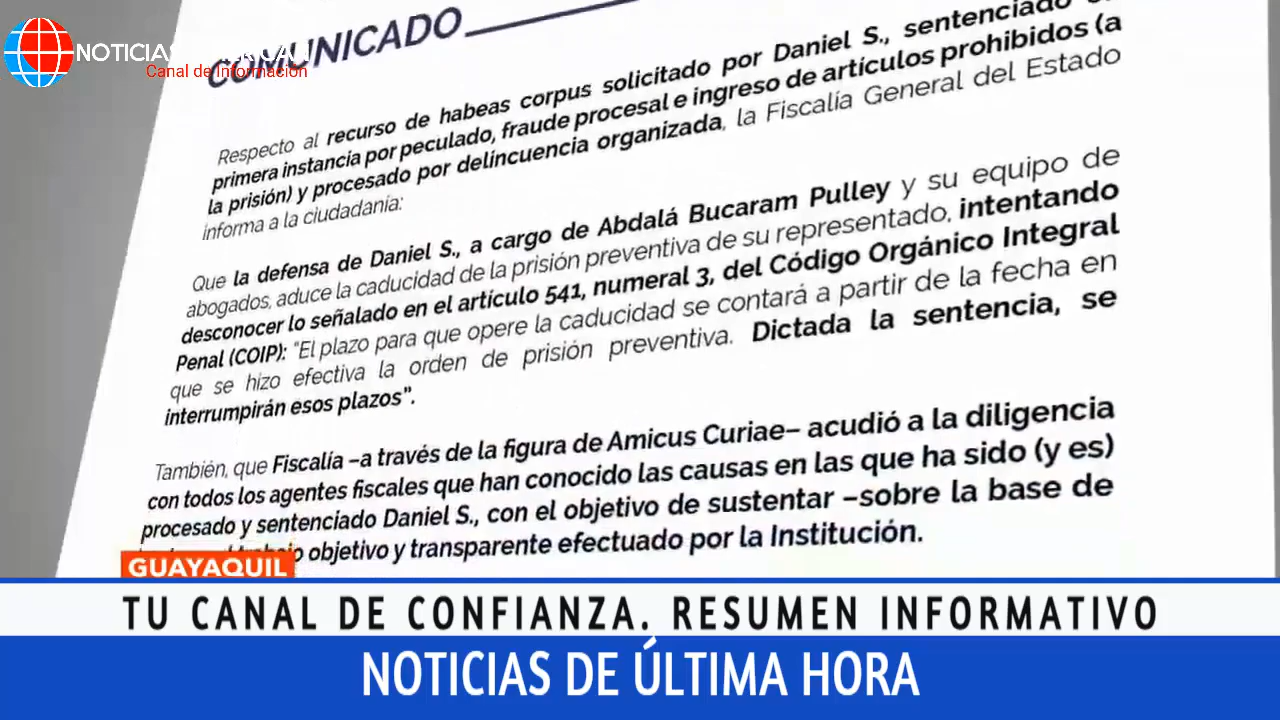 NOTICIAS
Canal de Información
COMUNICADO
Respecto al recurso de habeas corpus solicitado por Daniel S., sentenciado
primera instancia por peculado, fraude procesal e ingreso de artículos prohibidos (a
la prisión) y procesado por delincuencia organizada, la Fiscalía General del Estado
informa a la ciudadanía:
Que la defensa de Daniel S., a cargo de Abdalá Bucaram Pulley y su equipo de
abogados, aduce la caducidad de la prisión preventiva de su representado, intentando
desconocer lo señalado en el artículo 541, numeral 3, del Código Orgánico Integral
Penal (COIP): "El plazo para que opere la caducidad se contará a partir de la fecha en
que se hizo efectiva la orden de prisión preventiva. Dictada la sentencia, se
interrumpirán esos plazos".
También, que Fiscalía –a través de la figura de Amicus Curiae– acudió a la diligencia
con todos los agentes fiscales que han conocido las causas en las que ha sido (y es)
procesado y sentenciado Daniel S., con el objetivo de sustentar –sobre la base de
objetivo y transparente efectuado por la Institución.
GUAYAQUIL
TU CANAL DE CONFIANZA. RESUMEN INFORMATIVO
NOTICIAS DE ÚLTIMA HORA